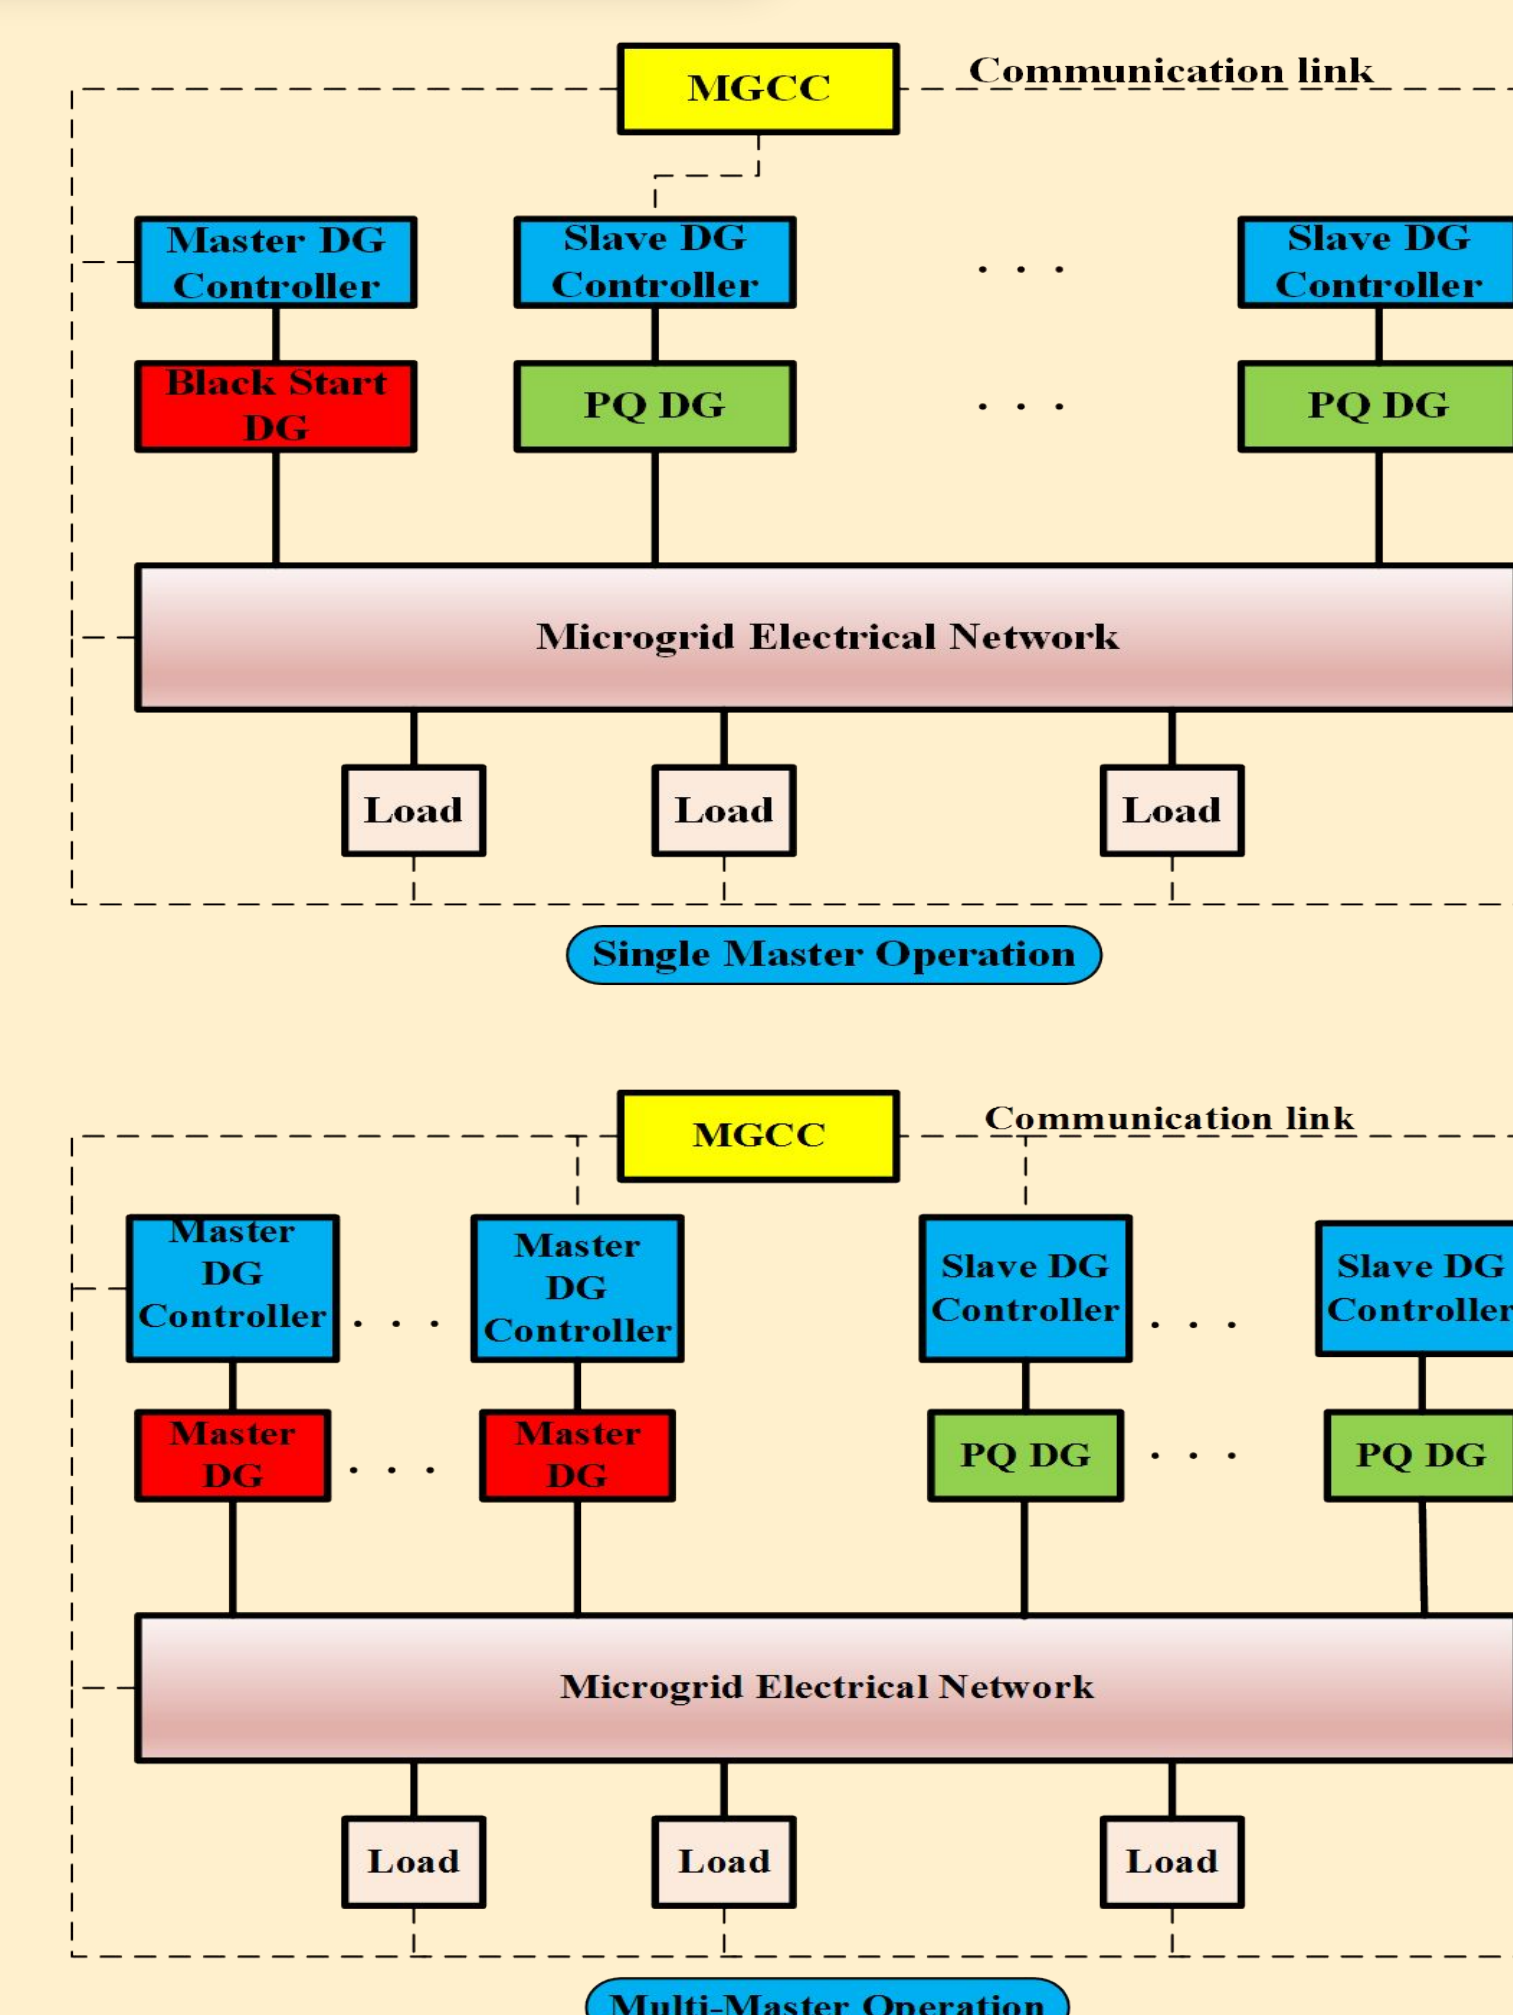 MGCC
Communication link
Master DG
Controller
Slave DG
Controller
. . .
Slave DG
Controller
Black Start
DG
PQ DG
. . .
PQ DG
Microgrid Electrical Network
Load
Load
Load
Single Master Operation
MGCC
Communication link
Master
DG
Controller
. . .
Master
DG
Controller
Slave DG
Controller
. . .
Slave DG
Controller
Master
DG
. . .
Master
DG
PQ DG
. . .
PQ DG
Microgrid Electrical Network
Load
Load
Load
Multi-Master Operation